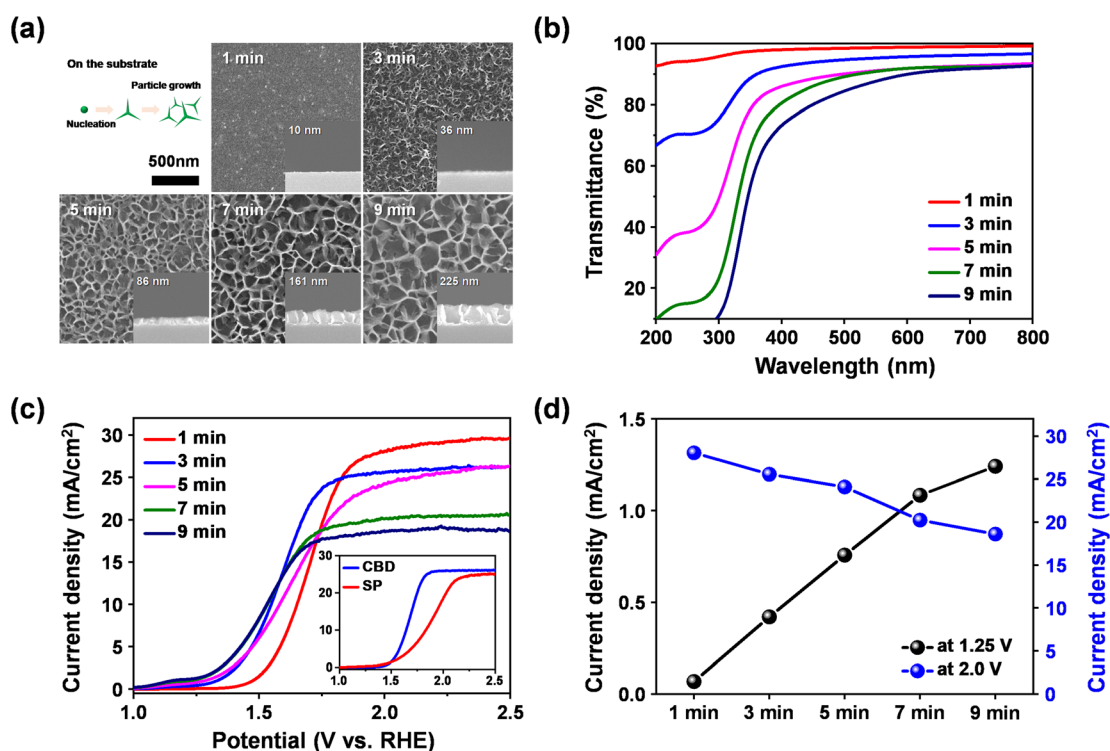 (a)
On the substrate
Particle growth
Nucleation
500nm
1 min
10 nm
3 min
36 nm
5 min
86 nm
7 min
161 nm
9 min
225 nm
(b)
Transmittance (%)
100
80
60
40
20
1 min
3 min
5 min
7 min
9 min
200
300
400
500
600
700
800
Wavelength (nm)
(c)
Current density (mA/cm²)
30
25
20
15
10
5
0
1 min
3 min
5 min
7 min
9 min
30
20
10
0
CBD
SP
1.0
1.5
2.0
2.5
1.0
1.5
2.0
2.5
Potential (V vs. RHE)
(d)
Current density (mA/cm²)
1.5
1.0
0.5
0.0
at 1.25 V
at 2.0 V
30
25
20
15
10
5
0
Current density (mA/cm²)
1 min
3 min
5 min
7 min
9 min